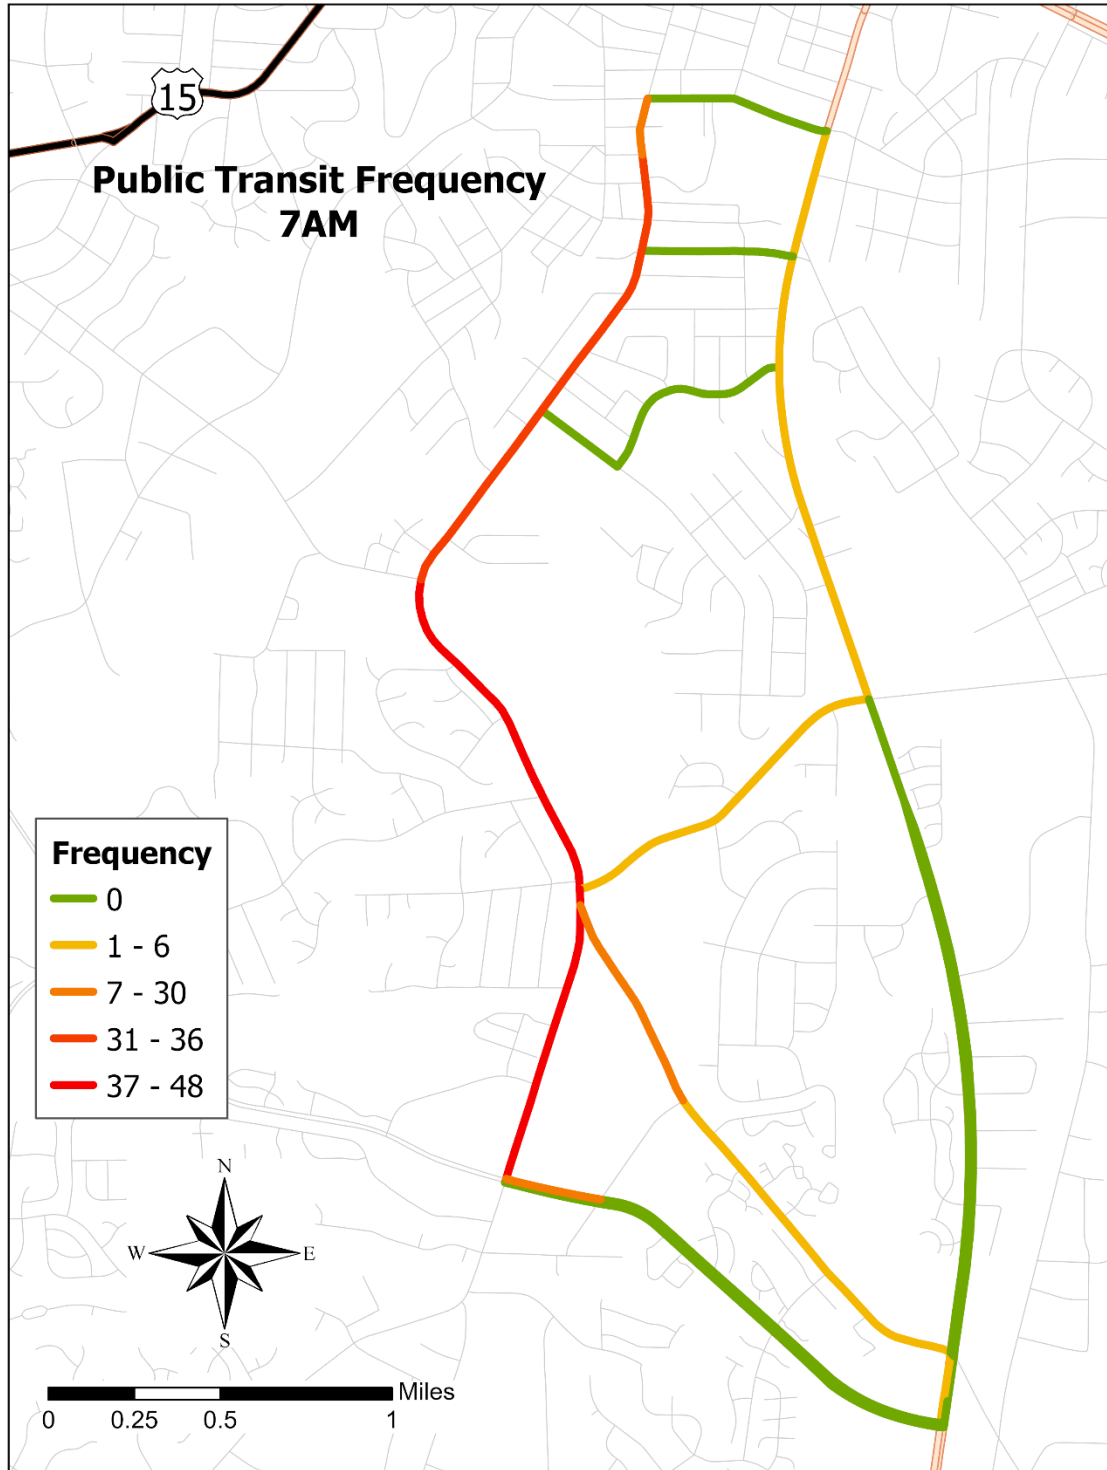 15
Public Transit Frequency
7AM
Frequency
0
1 - 6
7 - 30
31 - 36
37 - 48
N
W E
S
Miles
0 0.25 0.5 1